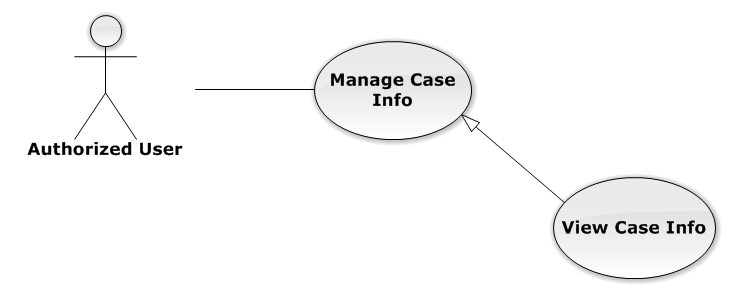 Manage Case
Info
Authorized User
View Case Info